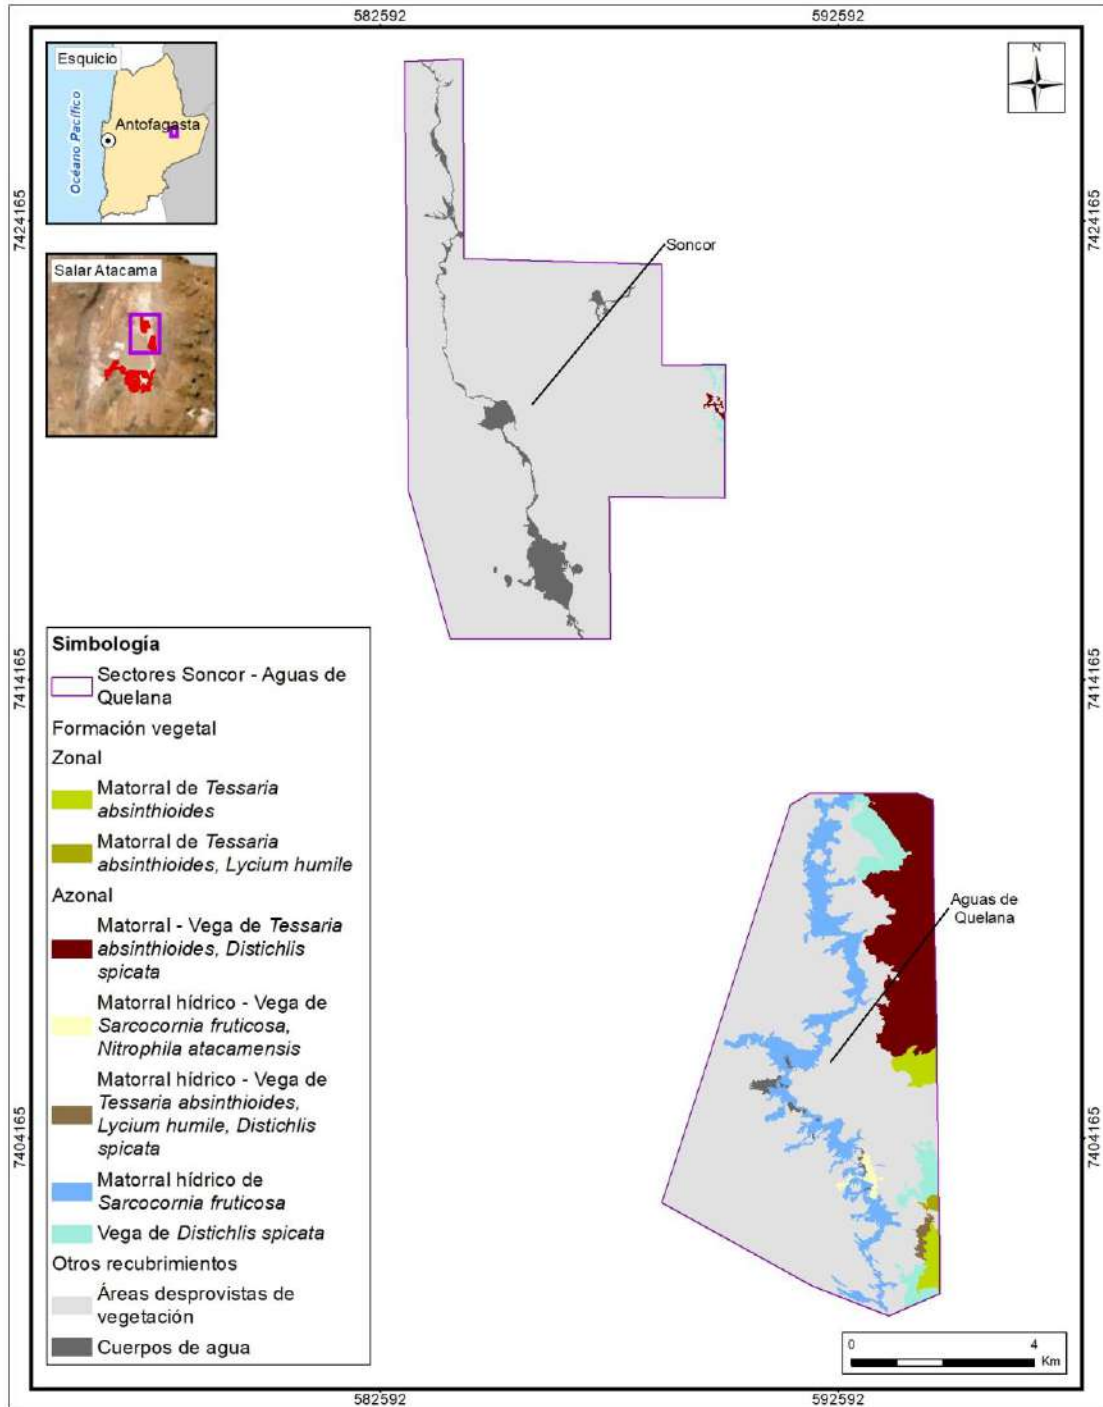 582592
592592
Esquicio
Océano Pacífico
Antofagasta
N
7424165
7424165
Salar Atacama
Soncor
Simbología
Sectores Soncor - Aguas de
Quelana
Formación vegetal
Zonal
Matorral de Tessaria
absinthioides
Matorral de Tessaria
absinthioides, Lycium humile
Azonal
Matorral - Vega de Tessaria
absinthioides, Distichlis
spicata
Matorral hídrico - Vega de
Sarcocornia fruticosa,
Nitrophila atacamensis
Matorral hídrico - Vega de
Tessaria absinthioides,
Lycium humile, Distichlis
spicata
Matorral hídrico de
Sarcocornia fruticosa
Vega de Distichlis spicata
Otros recubrimientos
Áreas desprovistas de
vegetación
Cuerpos de agua
7414165
7414165
Aguas de
Quelana
7404165
7404165
0 4
Km
582592
592592